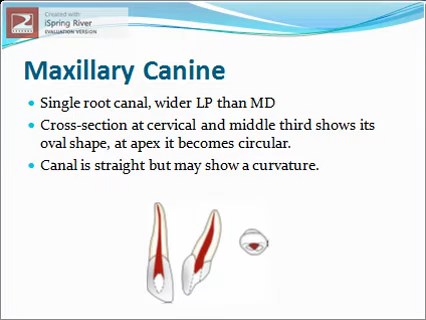 Created with
iSpring River
EVALUATION VERSION
Maxillary Canine
Single root canal, wider LP than MD
Cross-section at cervical and middle third shows its
oval shape, at apex it becomes circular.
Canal is straight but may show a curvature.